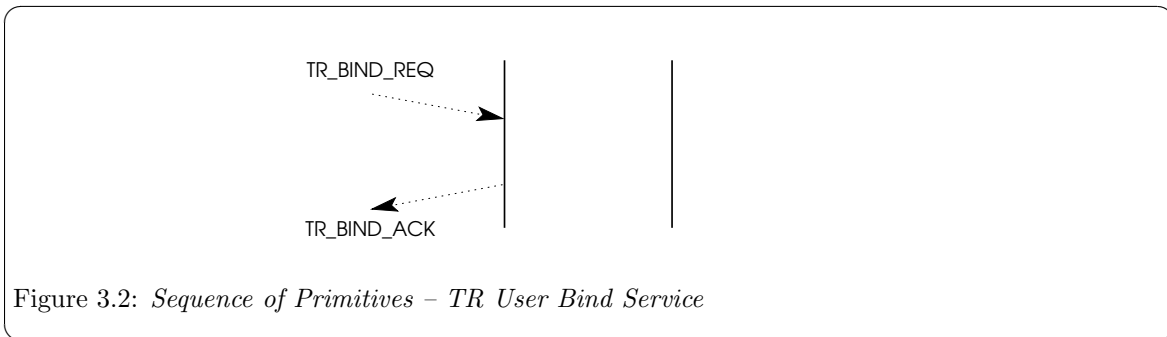 TR_BIND_REQ
TR_BIND_ACK
Figure 3.2: Sequence of Primitives – TR User Bind Service